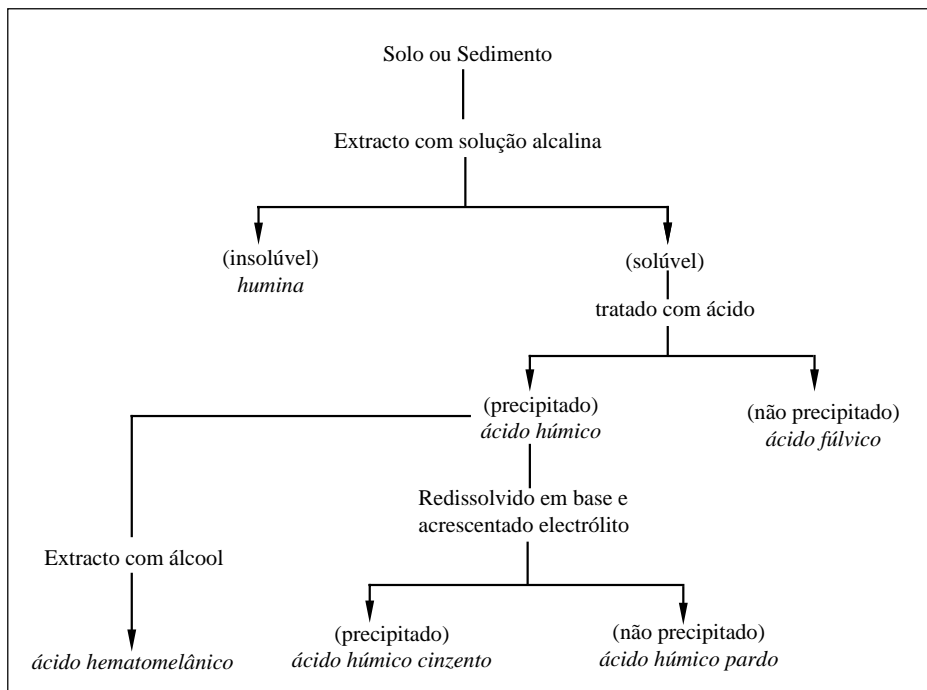 Solo ou Sedimento
Extracto com solução alcalina
(insolúvel)
humina
(solúvel)
tratado com ácido
(precipitado)
ácido húmico
(não precipitado)
ácido fúlvico
Redissolvido em base e
acrescentado electrólito
Extracto com álcool
ácido hematomelânico
(precipitado)
ácido húmico cinzento
(não precipitado)
ácido húmico pardo